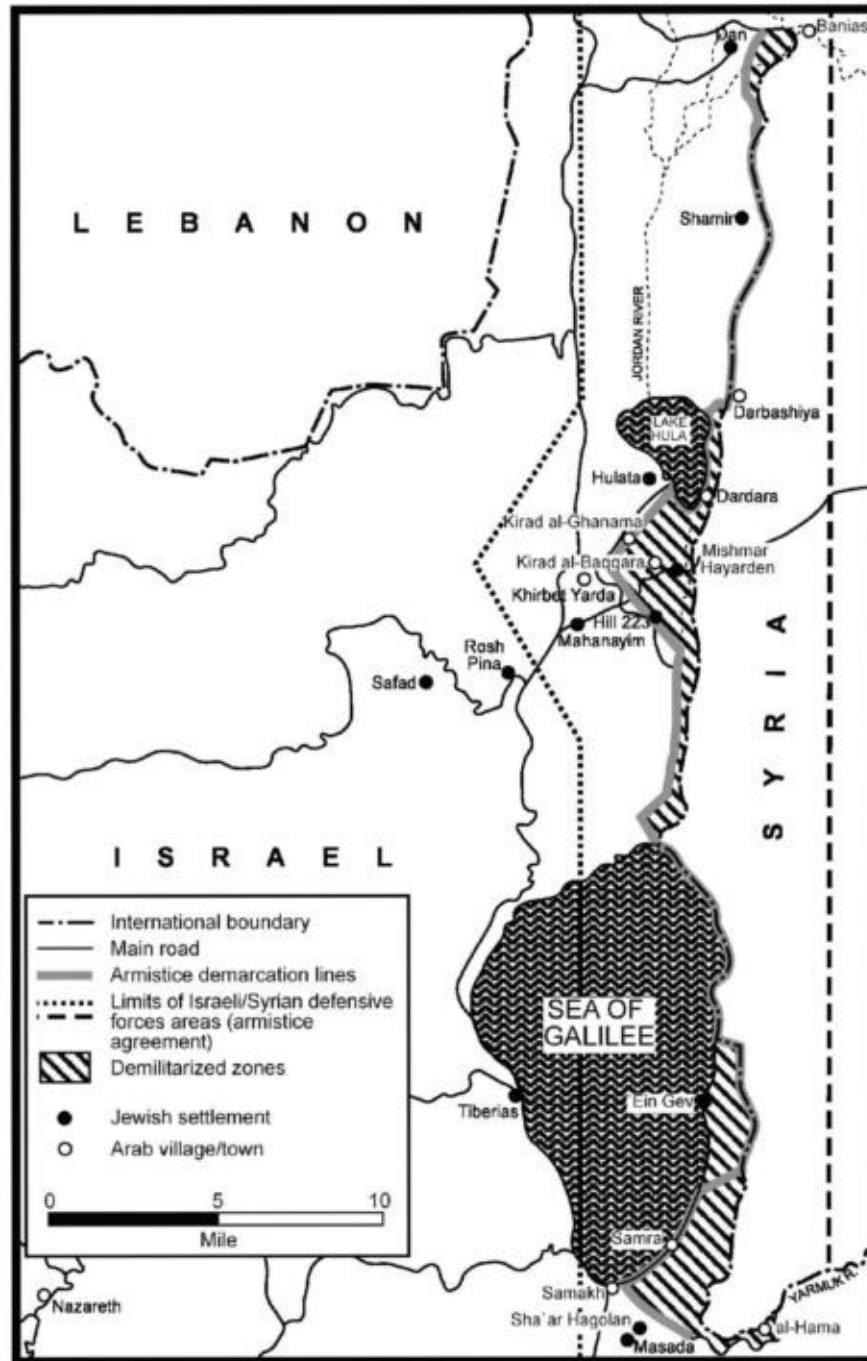 Banias
Dan
L E B A N O N
Shamir
JORDAN RIVER
Darbashiya
LAKE
HULA
Hulata
Dardara
Kirad al-Ghanama
Kirad al-Baqqara
Mishmar
Hayarden
Khirbet Yarda
Hill 223
Mahanayim
Rosh
Pina
Safad
S Y R I A
I S R A E L
International boundary
Main road
Armistice demarcation lines
Limits of Israeli/Syrian defensive
forces areas (armistice
agreement)
Demilitarized zones
Jewish settlement
Arab village/town
0 5 10
Mile
SEA OF
GALILEE
Tiberias
Ein Gev
Samra
Samakh
YARMUK R.
Nazareth
Sha`ar Hagolan
Masada
al-Hama